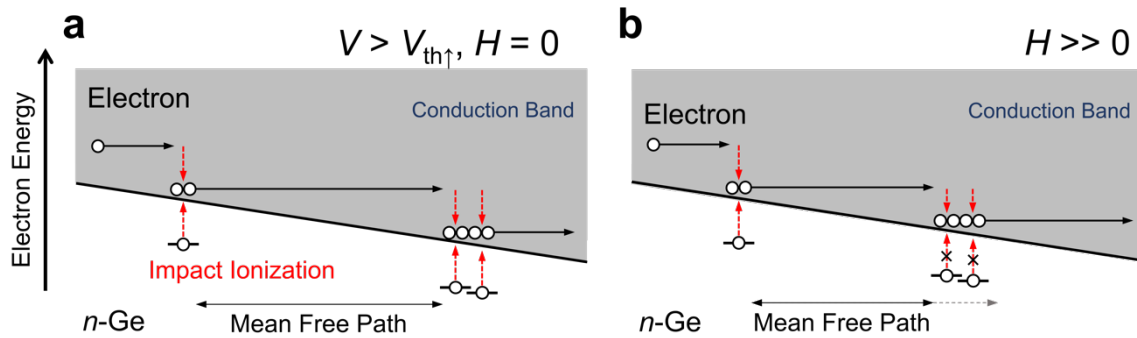 a
V > Vth↑, H = 0
Electron Energy
Electron
Conduction Band
Impact Ionization
n-Ge
Mean Free Path
b
H >> 0
Electron
Conduction Band
n-Ge
Mean Free Path